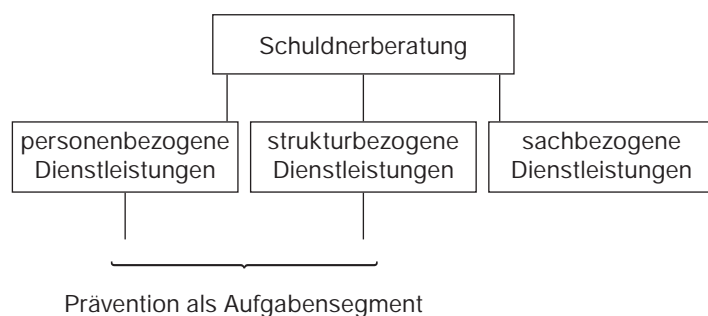 Schuldnerberatung
personenbezogene
Dienstleistungen
strukturbezogene
Dienstleistungen
sachbezogene
Dienstleistungen
Prävention als Aufgabensegment